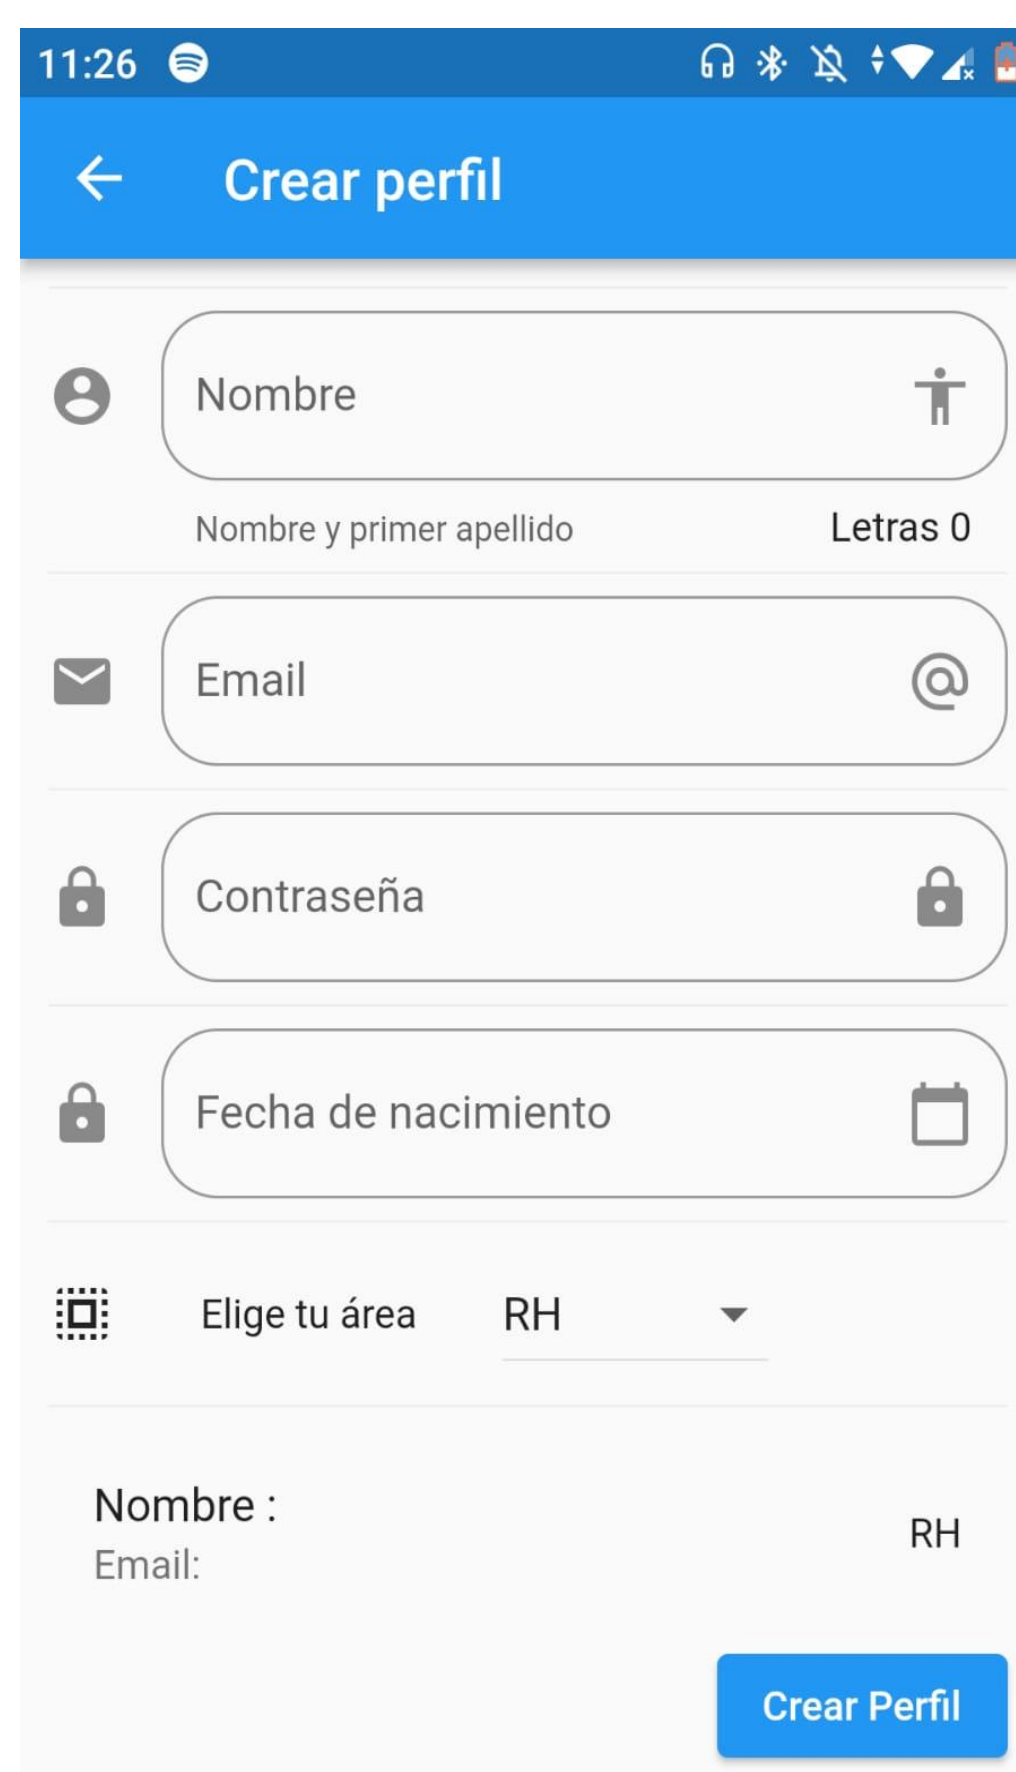 11:26
Crear perfil
Nombre
Nombre y primer apellido Letras 0
Email
Contraseña
Fecha de nacimiento
Elige tu área RH
Nombre :
Email:
RH
Crear Perfil